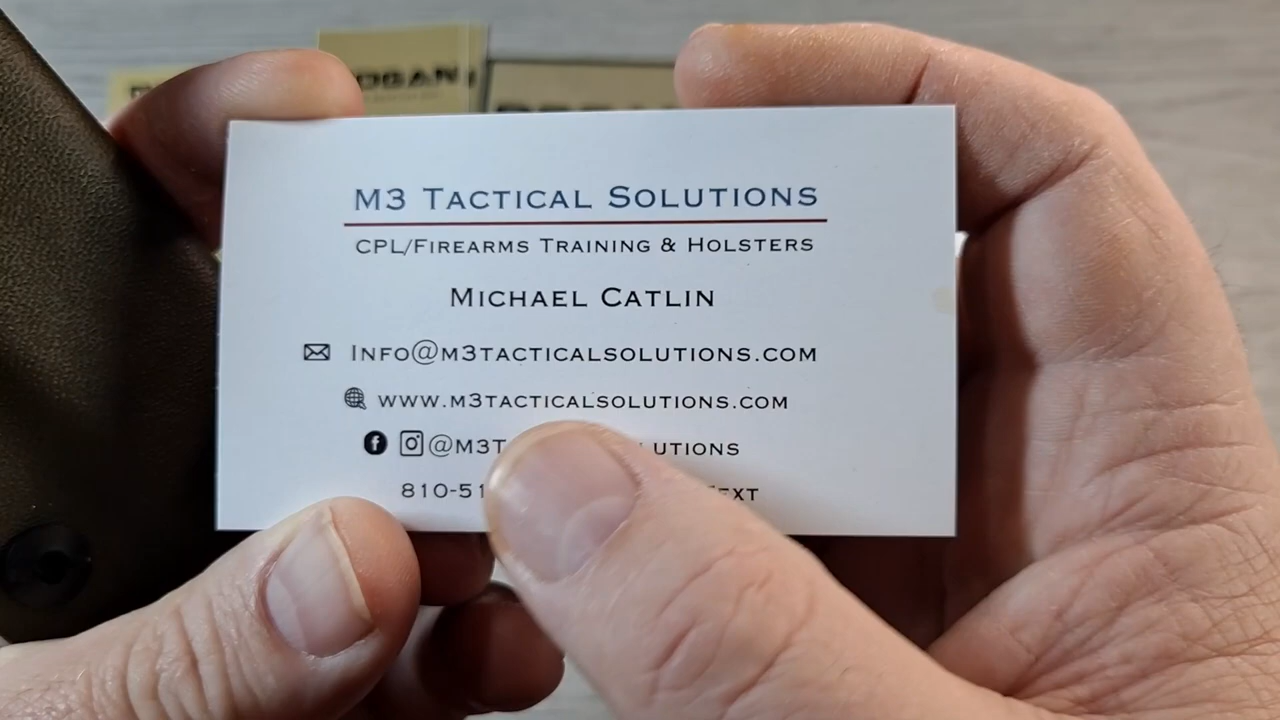 OGAN
M3 TACTICAL SOLUTIONS
CPL/FIREARMS TRAINING & HOLSTERS
MICHAEL CATLIN
INFO@M3TACTICALSOLUTIONS.COM
WWW.M3TACTICALSOLUTIONS.COM
@M3T UTIONS
810-51 EXT